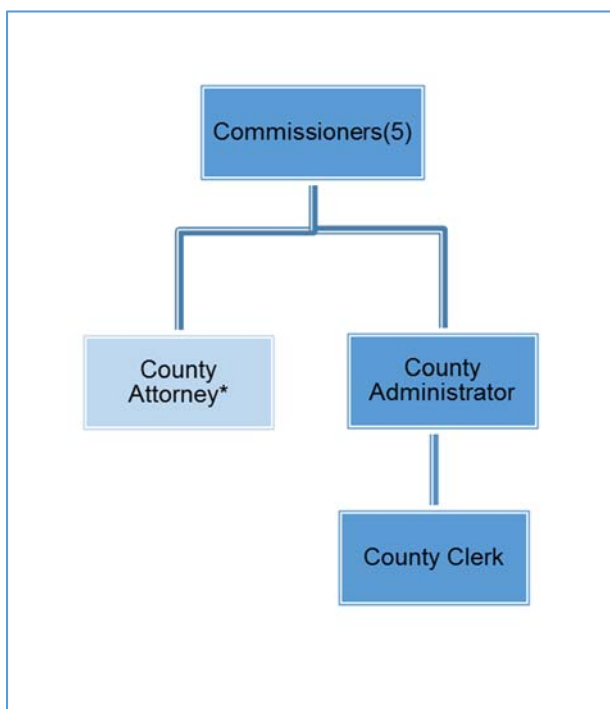 Commissioners(5)
County
Attorney*
County
Administrator
County Clerk